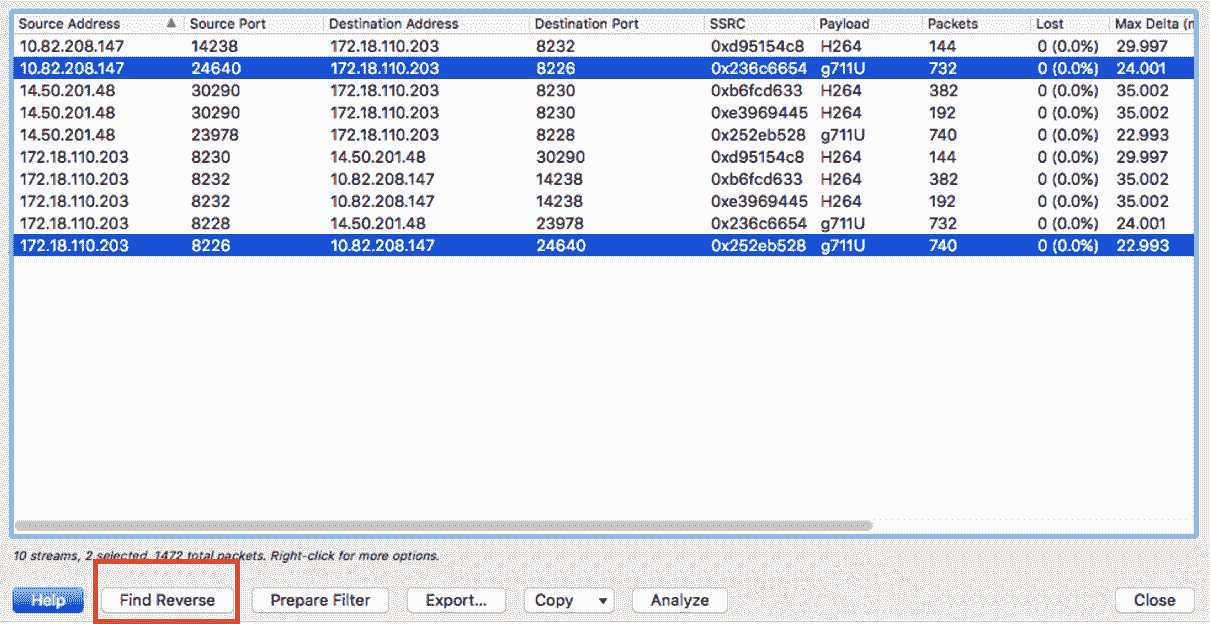 Source Address ▲ Source Port Destination Address Destination Port SSRC Payload Packets Lost Max Delta (m
10.82.208.147 14238 172.18.110.203 8232 0xd95154c8 H264 144 0 (0.0%) 29.997
10.82.208.147 24640 172.18.110.203 8226 0x236c6654 g711U 732 0 (0.0%) 24.001
14.50.201.48 30290 172.18.110.203 8230 0xb6fcd633 H264 382 0 (0.0%) 35.002
14.50.201.48 30290 172.18.110.203 8230 0xe3969445 H264 192 0 (0.0%) 35.002
14.50.201.48 23978 172.18.110.203 8228 0x252eb528 g711U 740 0 (0.0%) 22.993
172.18.110.203 8230 14.50.201.48 30290 0xd95154c8 H264 144 0 (0.0%) 29.997
172.18.110.203 8232 10.82.208.147 14238 0xb6fcd633 H264 382 0 (0.0%) 35.002
172.18.110.203 8232 10.82.208.147 14238 0xe3969445 H264 192 0 (0.0%) 35.002
172.18.110.203 8228 14.50.201.48 23978 0x236c6654 g711U 732 0 (0.0%) 24.001
172.18.110.203 8226 10.82.208.147 24640 0x252eb528 g711U 740 0 (0.0%) 22.993
10 streams, 2 selected, 1472 total packets. Right-click for more options.
Help Find Reverse Prepare Filter Export... Copy ▼ Analyze Close